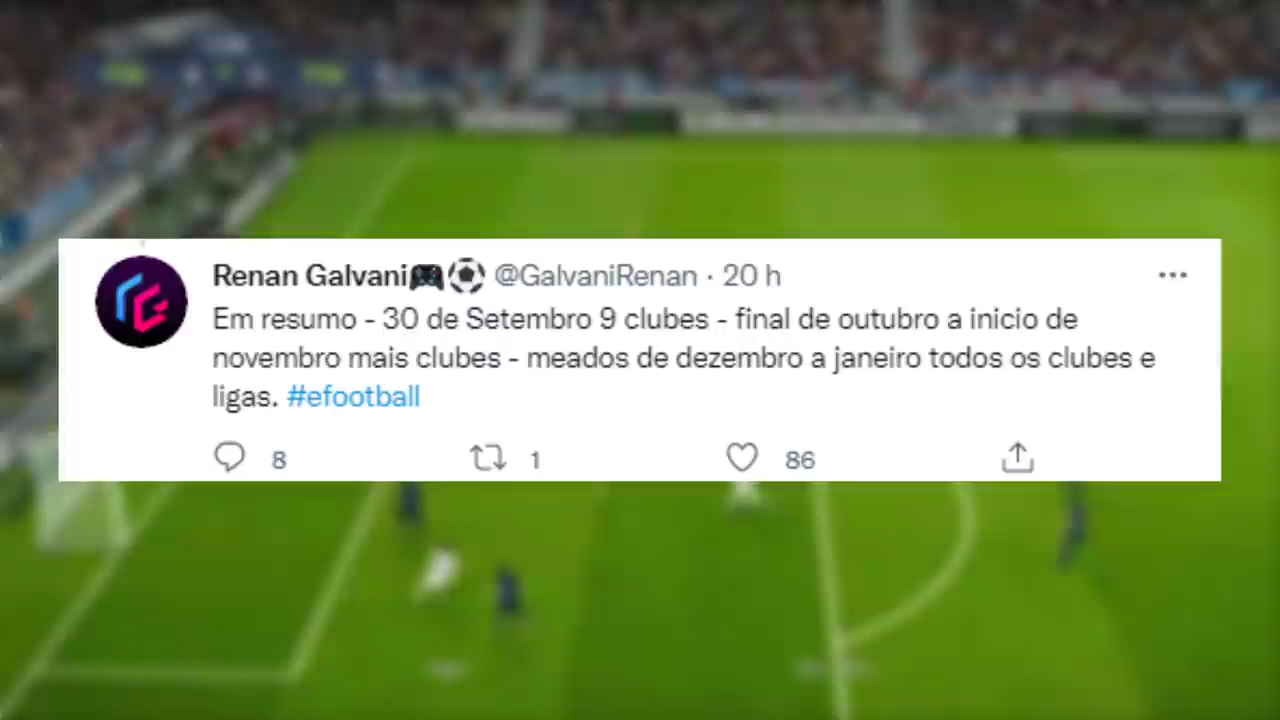 Renan Galvani🎮⚽ @GalvaniRenan · 20 h
Em resumo - 30 de Setembro 9 clubes - final de outubro a inicio de
novembro mais clubes - meados de dezembro a janeiro todos os clubes e
ligas. #efootball
8 1 86